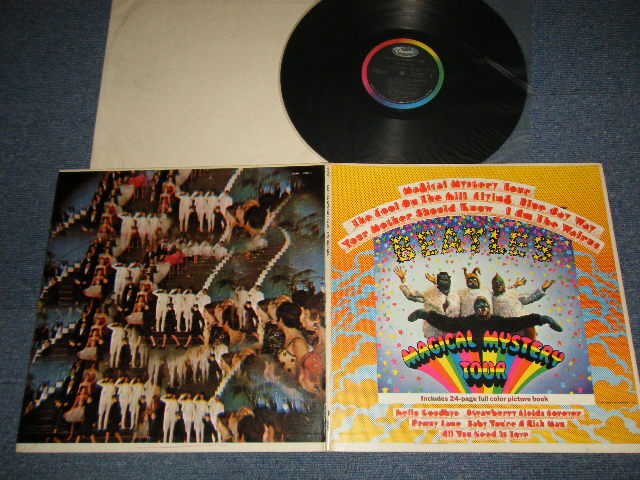 Capitol
Magical Mystery Tour
The Fool On The Hill Flying Blue Jay Way
Your Mother Should Know I Am The Walrus
BEATLES
MAGICAL MYSTERY
TOUR
Includes 24-page full color picture book
Hello Goodbye Strawberry Fields Forever
Penny Lane Baby You're A Rich Man
All You Need is Love